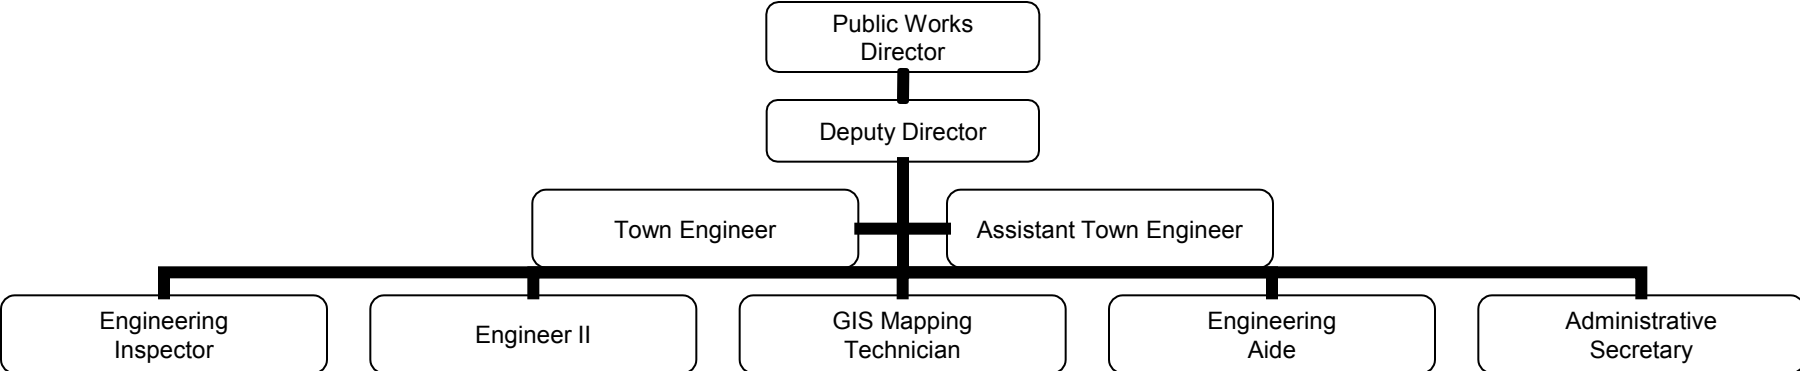 Public Works
Director
Deputy Director
Town Engineer
Assistant Town Engineer
Engineering
Inspector
Engineer II
GIS Mapping
Technician
Engineering
Aide
Administrative
Secretary